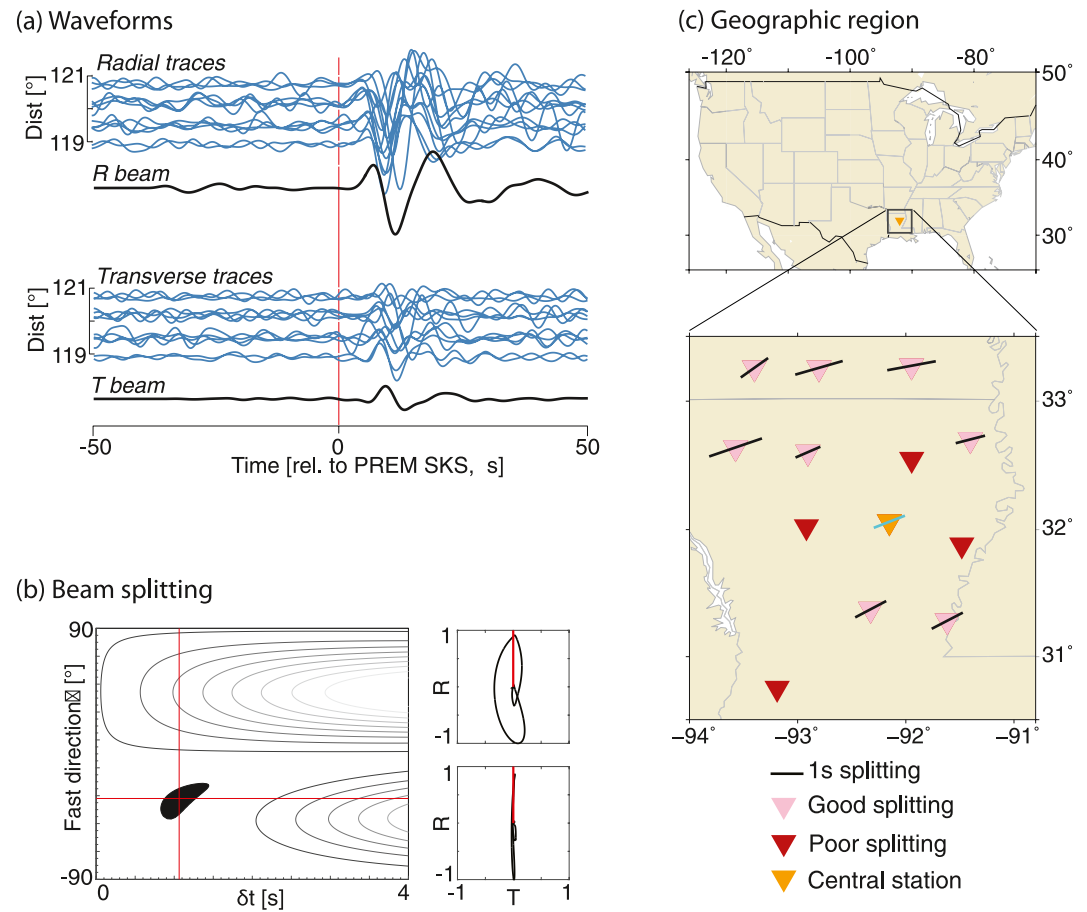 (a) Waveforms
Radial traces
121
Dist [°]
119
R beam
Transverse traces
121
Dist [°]
119
T beam
-50 0 50
Time [rel. to PREM SKS, s]
(b) Beam splitting
90
Fast direction [°]
-90
0 4
δt [s]
1
R
-1
1
R
-1
-1 T 1
(c) Geographic region
-120° -100° -80°
50°
40°
30°
33°
32°
31°
-94° -93° -92° -91°
1s splitting
Good splitting
Poor splitting
Central station